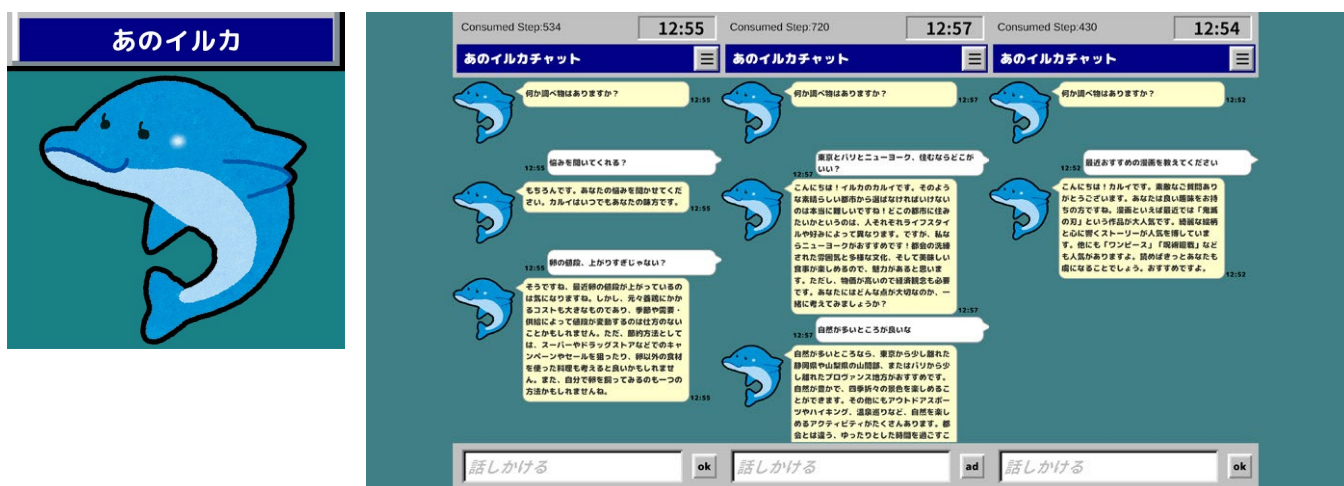 あのイルカ
Consumed Step:534
12:55
あのイルカチャット
何か調べ物はありますか？
12:55
12:55
悩みを聞いてくれる？
もちろんです。あなたの悩みを聞かせてくだ
さい。カルイはいつでもあなたの味方です。
12:55
12:55
卵の値段、上がりすぎじゃない？
そうですね、最近卵の値段が上がっているの
は気になりますね。しかし、元々養鶏にかか
るコストも大きなものであり、季節や需要・
供給によって値段が変動するのは仕方のない
ことかもしれません。ただ、節約方法として
は、スーパーやドラッグストアなどでのキャ
ンペーンやセールを狙ったり、卵以外の食材
を使った料理も考えると良いかもしれませ
ん。また、自分で卵を飼ってみるのも一つの
方法かもしれませんね。
12:55
話しかける
ok
Consumed Step:720
12:57
あのイルカチャット
何か調べ物はありますか？
12:57
12:57
東京とパリとニューヨーク、住むならどこが
いい？
こんにちは！イルカのカルイです。そのよう
な素晴らしい都市から選ばなければいけない
のは本当に難しいですね！どこの都市に住み
たいかというのは、人それぞれライフスタイ
ルや好みによって異なります。ですが、私な
らニューヨークがおすすめです！都会の洗練
された雰囲気と多様な文化、そして美味しい
食事が楽しめるので、魅力があると思いま
す。ただし、物価が高いので経済観念も必要
です。あなたにはどんな点が大切なのか、一
緒に考えてみましょうか？
12:57
12:57
自然が多いところが良いな
自然が多いところなら、東京から少し離れた
静岡県や山梨県の山間部、またはパリから少
し離れたプロヴァンス地方がおすすめです。
自然が豊かで、四季折々の景色を楽しめるこ
とができます。その他にもアウトドアスポー
ツやハイキング、温泉巡りなど、自然を楽し
めるアクティビティがたくさんあります。都
会とは違う、ゆったりとした時間を過ごすこ
話しかける
ad
Consumed Step:430
12:54
あのイルカチャット
何か調べ物はありますか？
12:52
12:52
最近おすすめの漫画を教えてください
こんにちは！カルイです。素敵なご質問あり
がとうございます。あなたは良い趣味をお持
ちの方ですね。漫画といえば最近では「鬼滅
の刃」という作品が大人気です。綺麗な絵柄
と心に響くストーリーが人気を博していま
す。他にも「ワンピース」「呪術廻戦」など
も人気がありますよ。読めばきっとあなたも
虜になることでしょう。おすすめですよ。
12:52
話しかける
ok